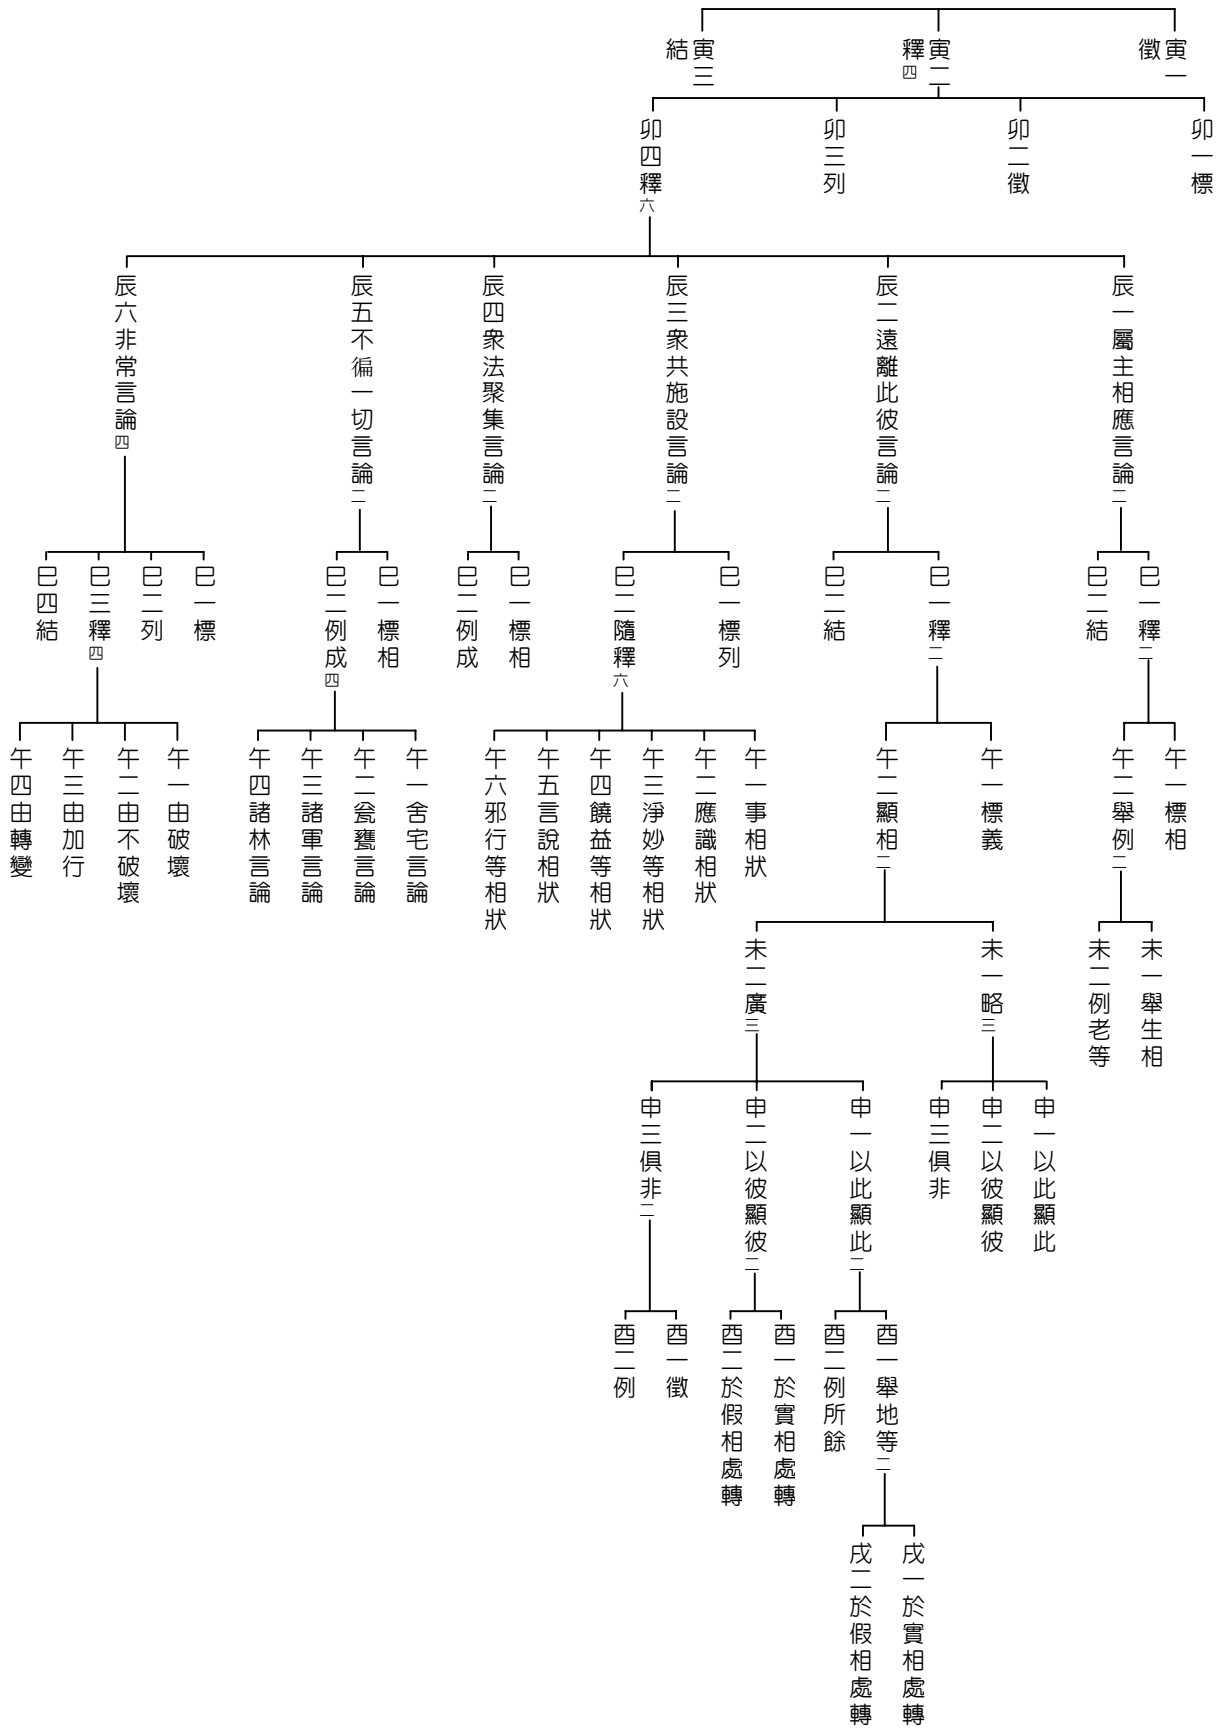 寅一徵
寅二釋四
寅三結
卯一標
卯二徵
卯三列
卯四釋六
辰一屬主相應言論二
辰二遠離此彼言論二
辰三眾共施設言論二
辰四眾法聚集言論二
辰五不徧一切言論二
辰六非常言論四
巳一釋二
巳二結
巳一釋二
巳二結
巳一標列
巳二隨釋六
巳一標相
巳二例成
巳一標相
巳二例成四
巳一標
巳二列
巳三釋四
巳四結
午一標相
午二舉例二
午一標義
午二顯相二
午一事相狀
午二應識相狀
午三淨妙等相狀
午四饒益等相狀
午五言說相狀
午六邪行等相狀
午一舍宅言論
午二瓮甕言論
午三諸軍言論
午四諸林言論
午一由破壞
午二由不破壞
午三由加行
午四由轉變
未一舉生相
未二例老等
未一略三
未二廣三
申一以此顯此
申二以彼顯彼
申三俱非
申一以此顯此二
申二以彼顯彼二
申三俱非二
酉一舉地等二
酉二例所餘
酉一於實相處轉
酉二於假相處轉
酉一徵
酉二例
戌一於實相處轉
戌二於假相處轉